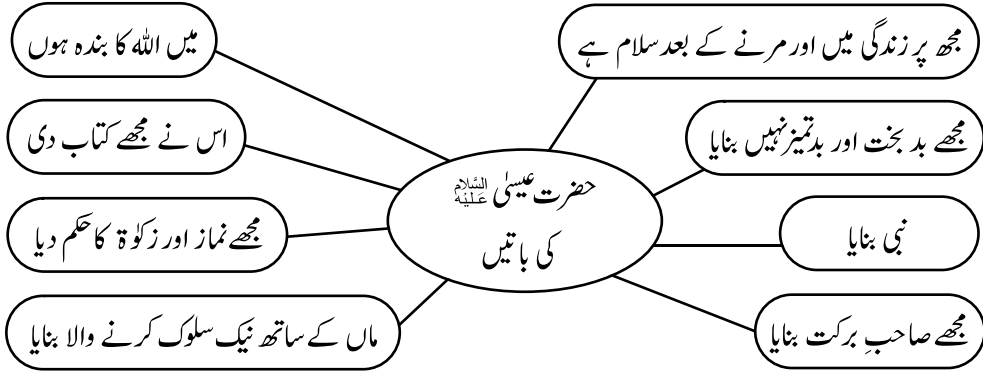 مجھ پر زندگی میں اور مرنے کے بعد سلام ہے
میں اللہ کا بندہ ہوں
مجھے بد بخت اور بدتمیز نہیں بنایا
اس نے مجھے کتاب دی
حضرت عیسیٰ عَلَيْهِ السَّلَام
کی باتیں
نبی بنایا
مجھے نماز اور زکوٰۃ کا حکم دیا
مجھے صاحبِ برکت بنایا
ماں کے ساتھ نیک سلوک کرنے والا بنایا